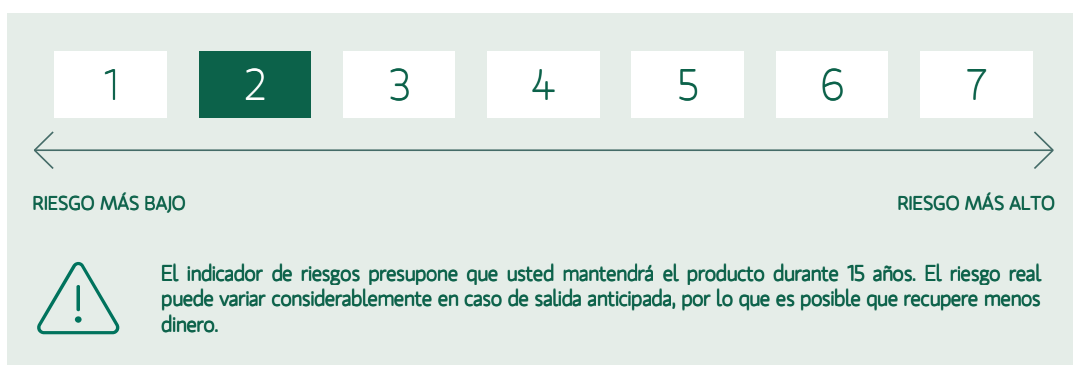 1 2 3 4 5 6 7
RIESGO MÁS BAJO RIESGO MÁS ALTO
El indicador de riesgos presupone que usted mantendrá el producto durante 15 años. El riesgo real
puede variar considerablemente en caso de salida anticipada, por lo que es posible que recupere menos
dinero.